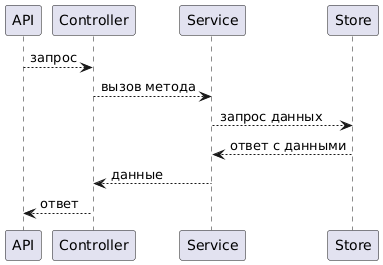 API Controller Service Store
запрос
вызов метода
запрос данных
ответ с данными
данные
ответ
API Controller Service Store